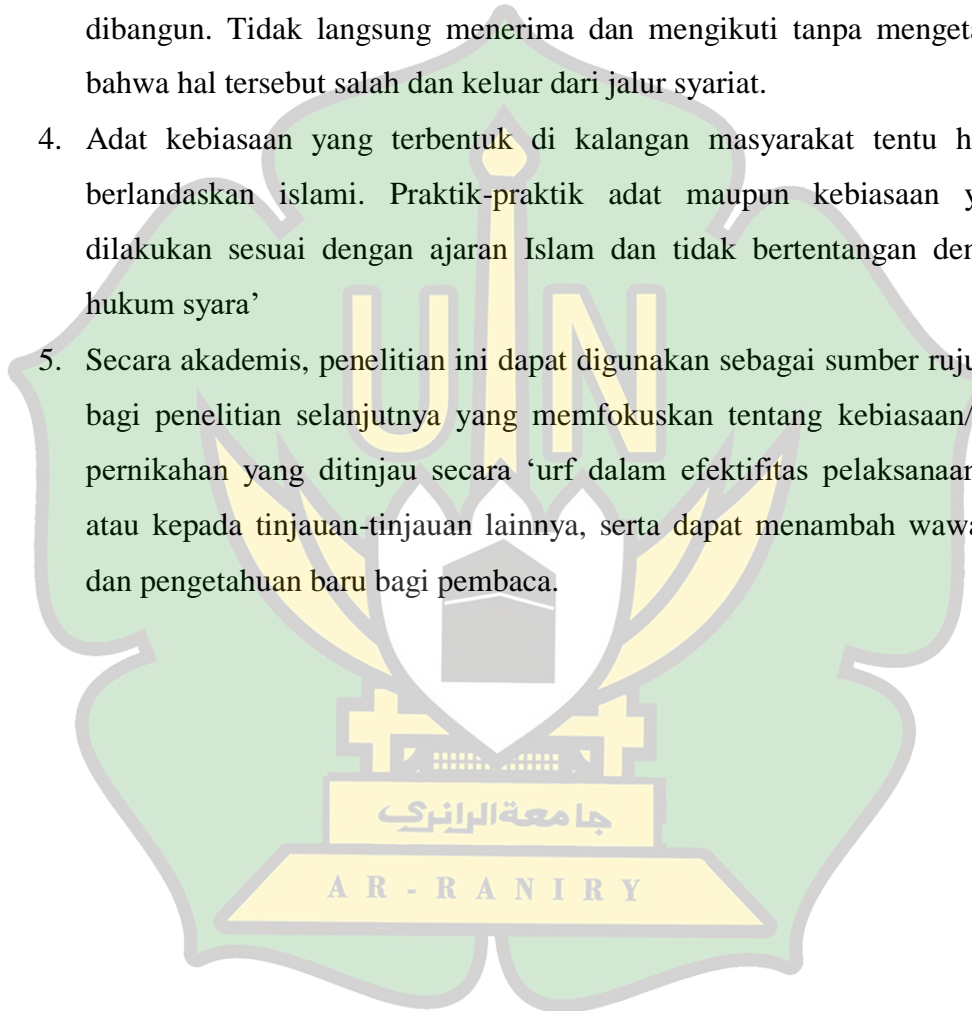 dibangun. Tidak langsung menerima dan mengikuti tanpa mengeta
bahwa hal tersebut salah dan keluar dari jalur syariat.
4. Adat kebiasaan yang terbentuk di kalangan masyarakat tentu h
berlandaskan islami. Praktik-praktik adat maupun kebiasaan y
dilakukan sesuai dengan ajaran Islam dan tidak bertentangan den
hukum syara’
5. Secara akademis, penelitian ini dapat digunakan sebagai sumber ruju
bagi penelitian selanjutnya yang memfokuskan tentang kebiasaan/
pernikahan yang ditinjau secara ‘urf dalam efektifitas pelaksanaan
atau kepada tinjauan-tinjauan lainnya, serta dapat menambah wawa
dan pengetahuan baru bagi pembaca.
UIN
جامعة الرانري
AR-RANIRY